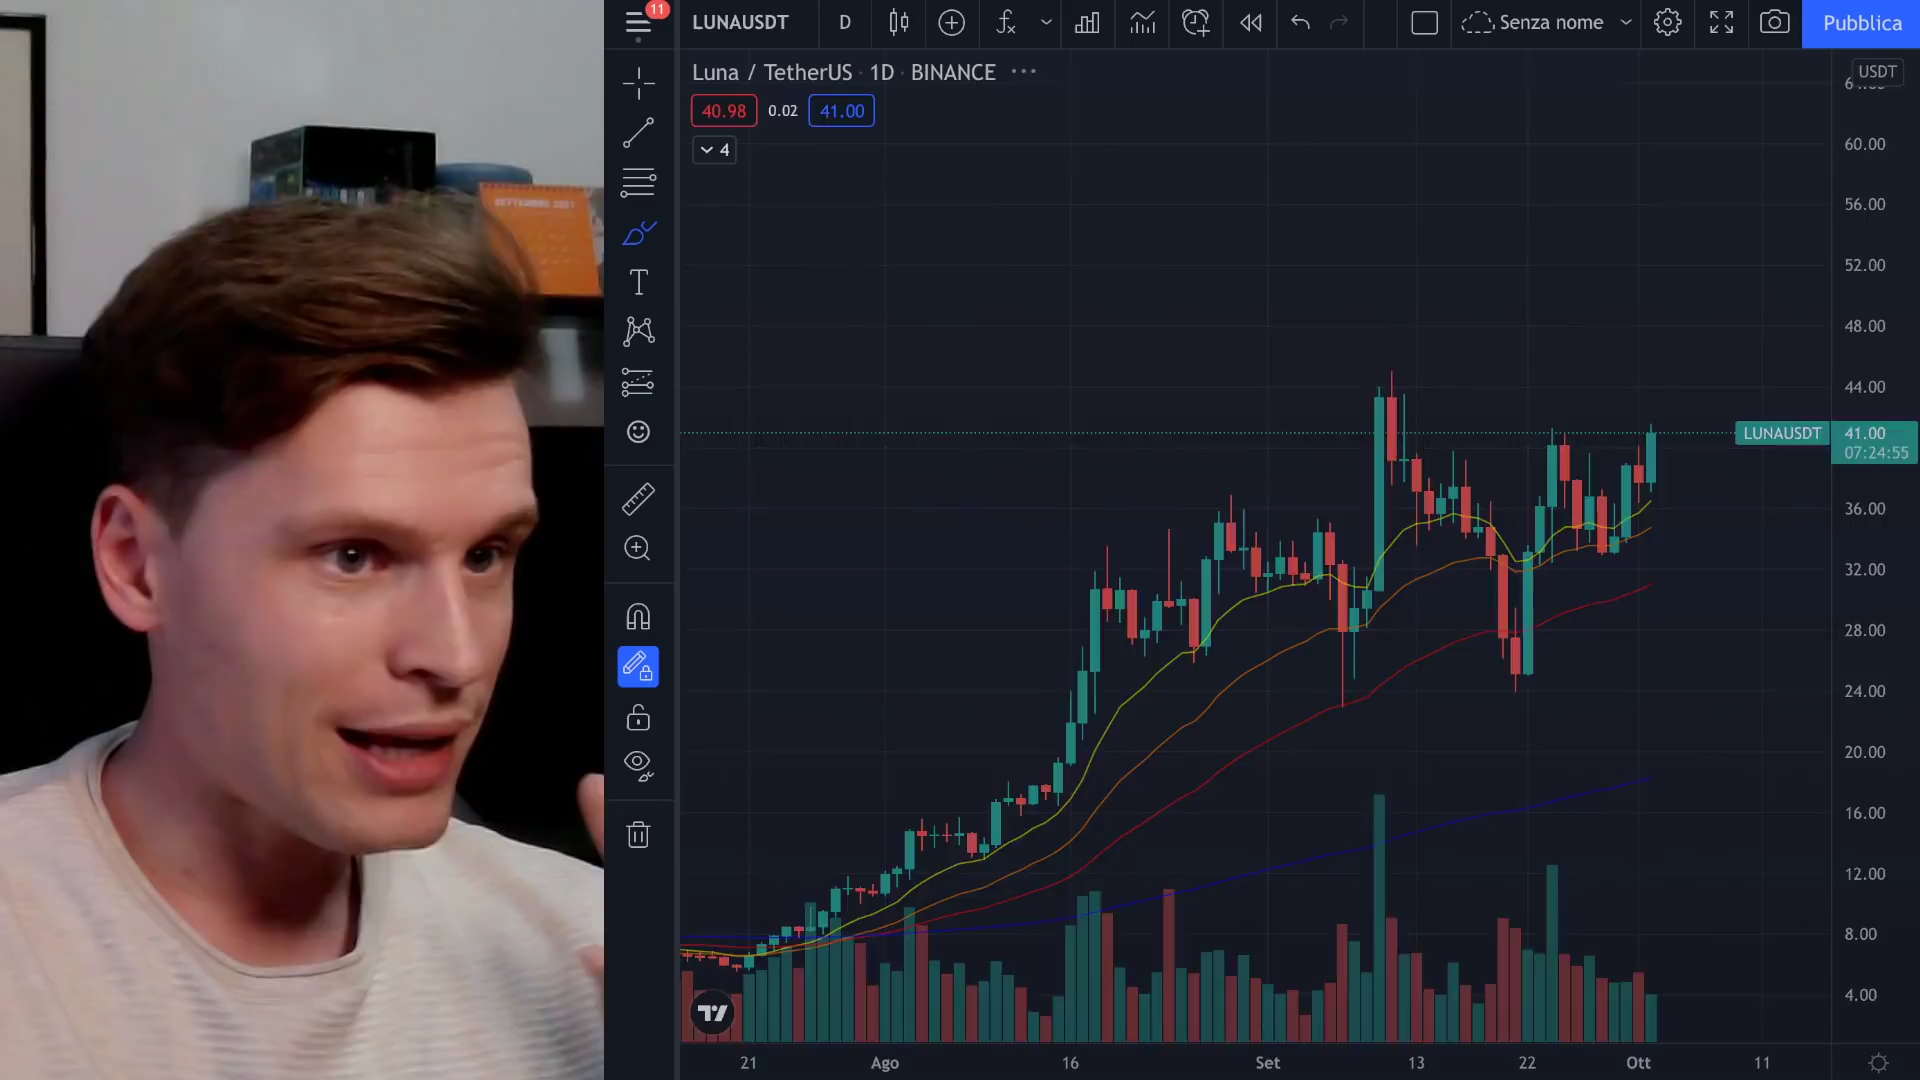 11
LUNAUSDT
D
Senza nome
Pubblica
Luna / TetherUS · 1D · BINANCE
USDT
40.98
0.02
41.00
4
60.00
56.00
SETTEMBRE 2021
52.00
48.00
44.00
LUNAUSDT
41.00
07:24:55
36.00
32.00
28.00
24.00
20.00
16.00
12.00
8.00
4.00
21
Ago
16
Set
13
22
Ott
11